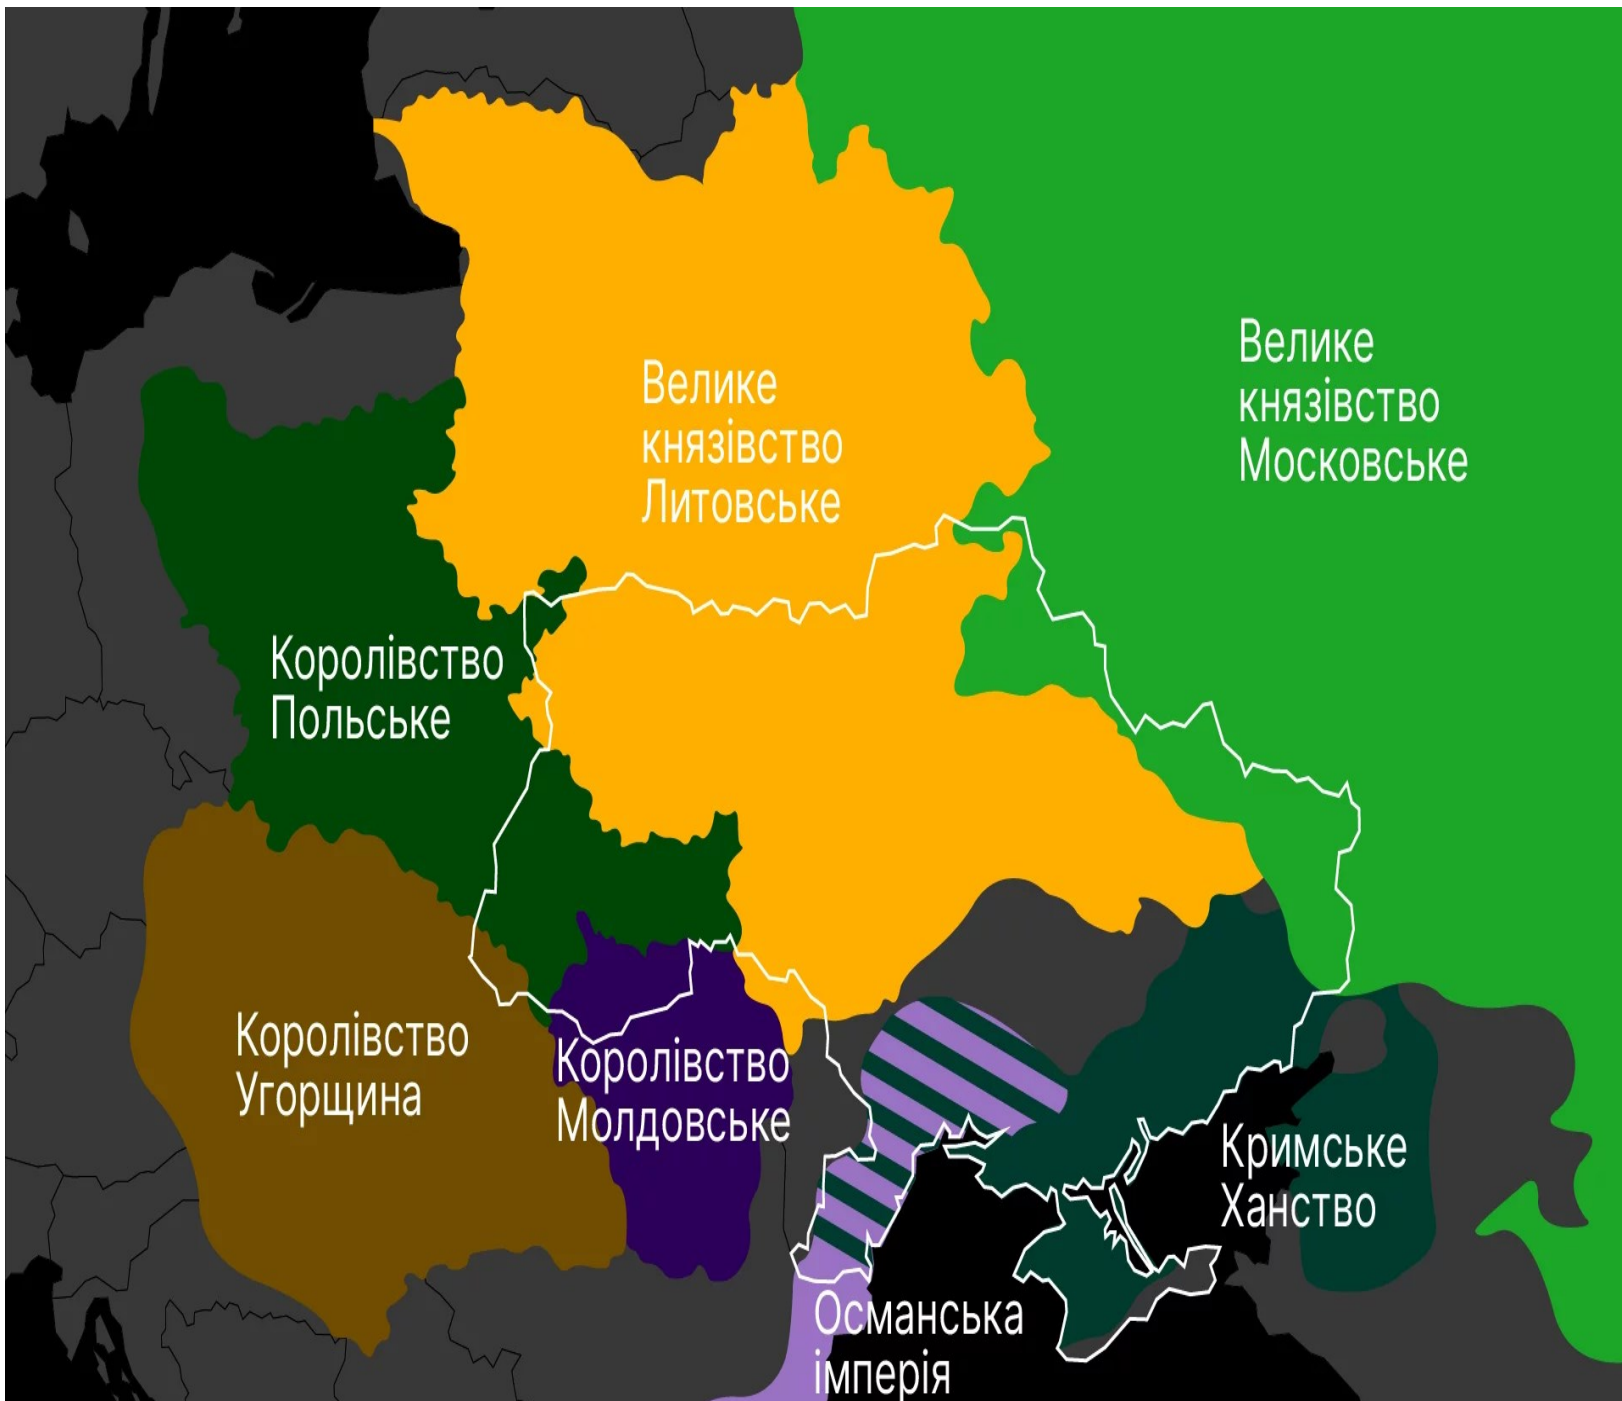 Велике
князівство
Литовське
Велике
князівство
Московське
Королівство
Польське
Королівство
Угорщина
Королівство
Молдовське
Кримське
Ханство
Османська
імперія